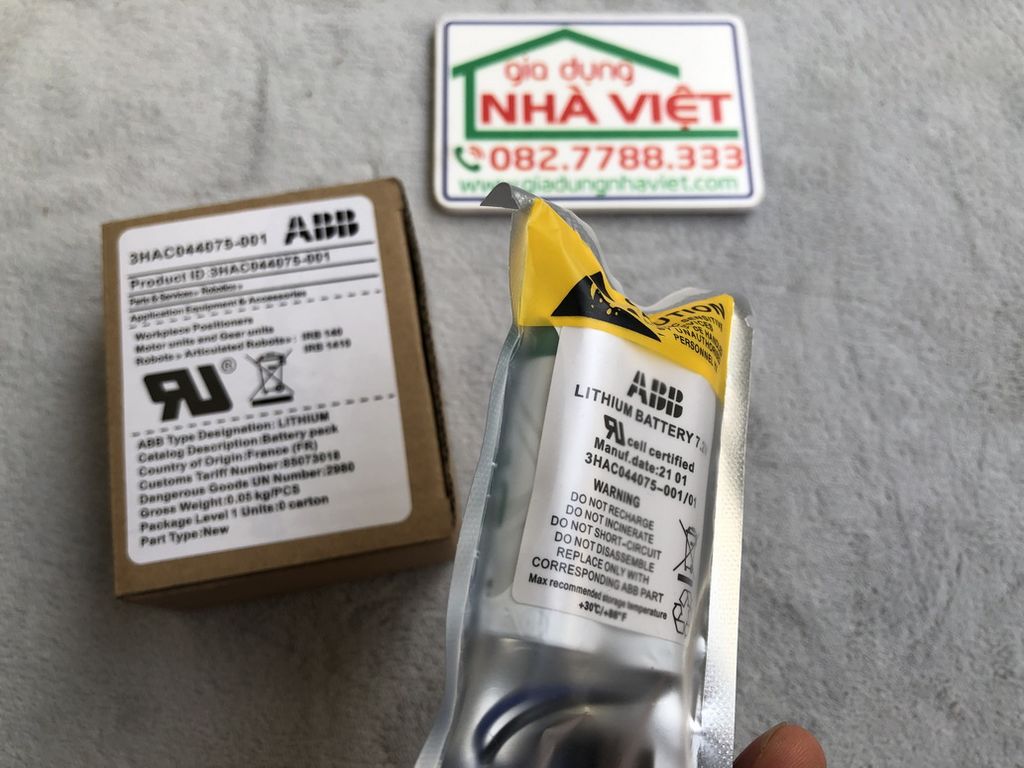 gia dụng
NHÀ VIỆT
082.7788.333
www.giadungnhaviet.com
3HAC044075-001 ABB
Product ID:3HAC044075-001
Parts & Services> Robotics>
Application Equipment & Accessories
Workpiece Positioners
Motor units and Gear units IRB 140
Robots> Articulated Robots> IRB 1410
RU®
ABB Type Designation: LITHIUM
Catalog Description:Battery pack
Country of Origin:France (FR)
Customs Tariff Number:85073018
Dangerous Goods UN Number:2980
Gross Weight:0.05 kg/PCS
Package Level 1 Units:0 carton
Part Type:New
PERSONNEL
ABB
LITHIUM BATTERY 7.
RU cell certified
Manuf.date:21 01
3HAC044075-001/01
WARNING
DO NOT RECHARGE
DO NOT INCINERATE
DO NOT SHORT-CIRCUIT
DO NOT DISASSEMBLE
REPLACE ONLY WITH
CORRESPONDING ABB PART
Max recommended storage temperature
+30℃/+86°F